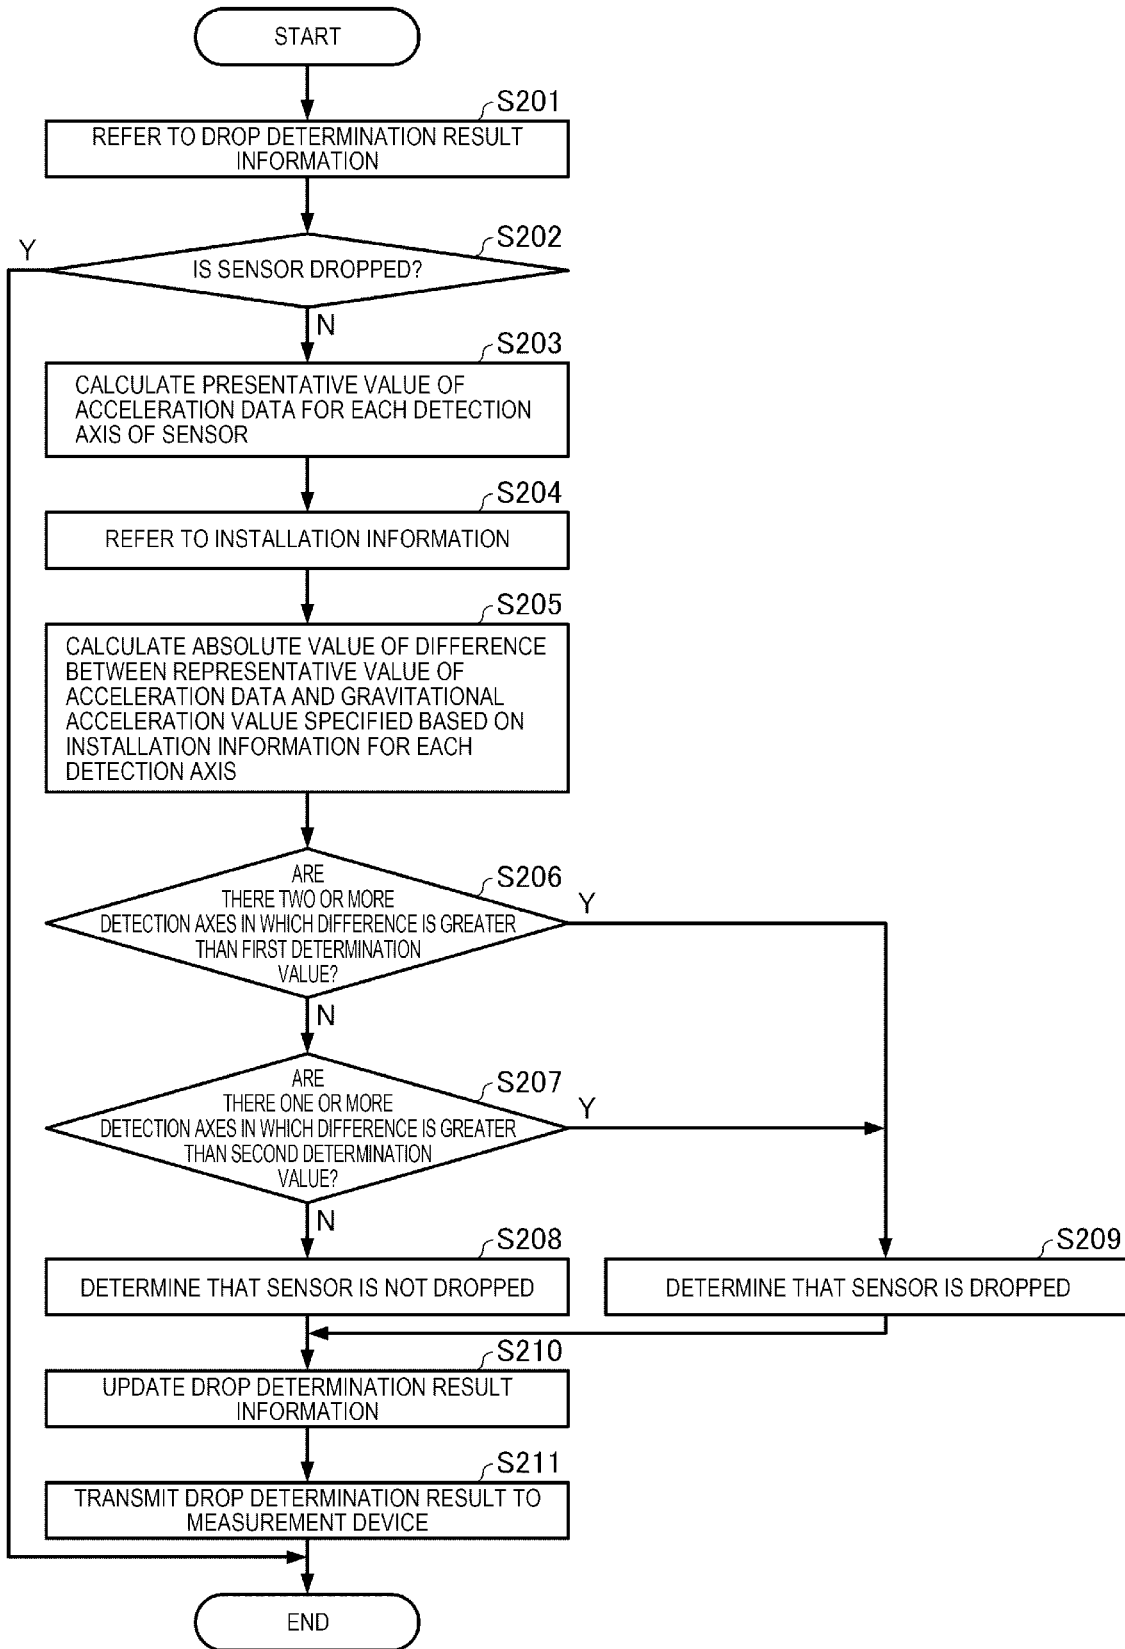 START
S201
REFER TO DROP DETERMINATION RESULT
INFORMATION
S202
Y
IS SENSOR DROPPED?
N
S203
CALCULATE PRESENTATIVE VALUE OF
ACCELERATION DATA FOR EACH DETECTION
AXIS OF SENSOR
S204
REFER TO INSTALLATION INFORMATION
S205
CALCULATE ABSOLUTE VALUE OF DIFFERENCE
BETWEEN REPRESENTATIVE VALUE OF
ACCELERATION DATA AND GRAVITATIONAL
ACCELERATION VALUE SPECIFIED BASED ON
INSTALLATION INFORMATION FOR EACH
DETECTION AXIS
S206
ARE
THERE TWO OR MORE
DETECTION AXES IN WHICH DIFFERENCE IS GREATER
THAN FIRST DETERMINATION
VALUE?
Y
N
S207
ARE
THERE ONE OR MORE
DETECTION AXES IN WHICH DIFFERENCE IS GREATER
THAN SECOND DETERMINATION
VALUE?
Y
N
S208
DETERMINE THAT SENSOR IS NOT DROPPED
S209
DETERMINE THAT SENSOR IS DROPPED
S210
UPDATE DROP DETERMINATION RESULT
INFORMATION
S211
TRANSMIT DROP DETERMINATION RESULT TO
MEASUREMENT DEVICE
END